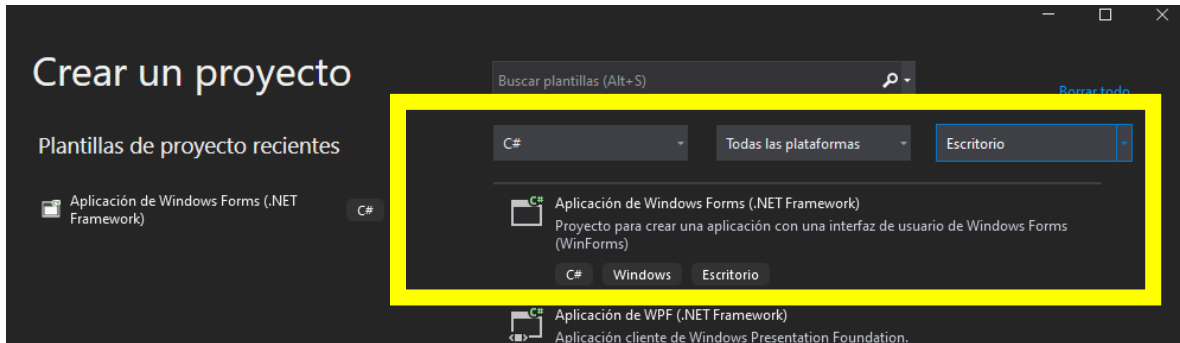 Crear un proyecto
Buscar plantillas (Alt+S)
Borrar todo
Plantillas de proyecto recientes
C#
Todas las plataformas
Escritorio
Aplicación de Windows Forms (.NET
Framework)
C#
C#
Aplicación de Windows Forms (.NET Framework)
Proyecto para crear una aplicación con una interfaz de usuario de Windows Forms
(WinForms)
C#
Windows
Escritorio
C#
Aplicación de WPF (.NET Framework)
Aplicación cliente de Windows Presentation Foundation.